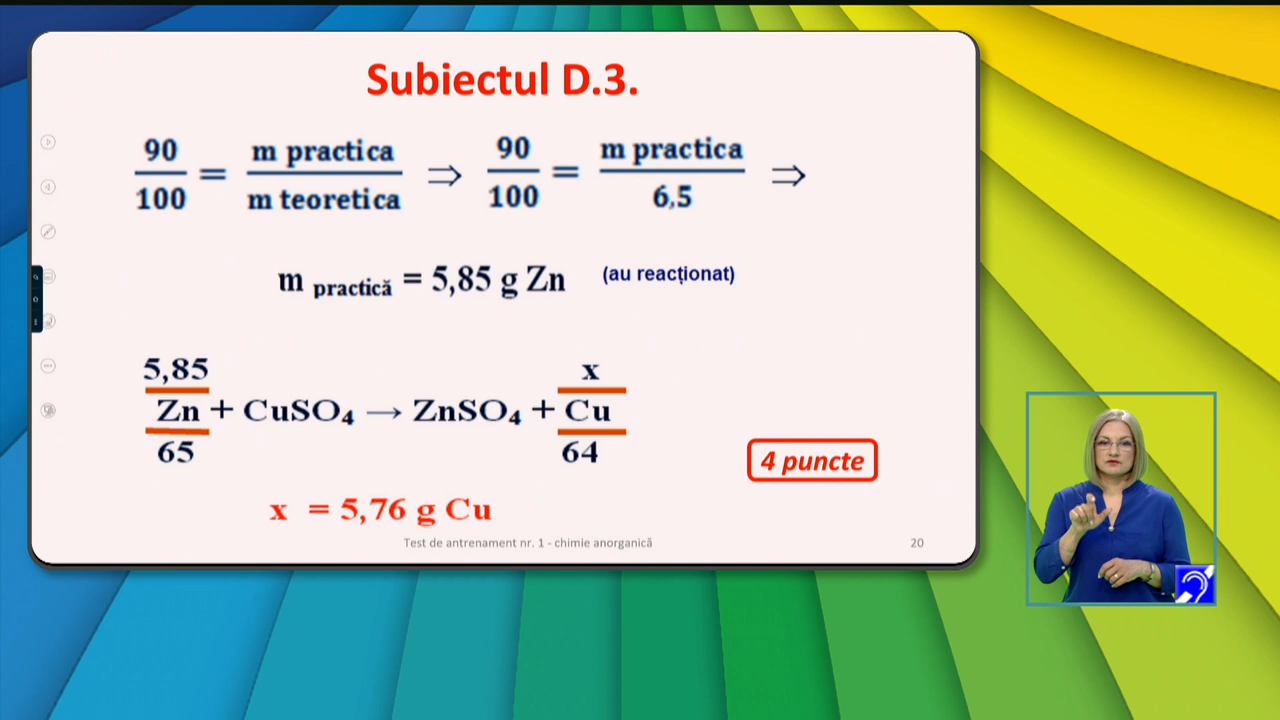 Subiectul D.3.
90/100 = m practica/m teoretica ⇒ 90/100 = m practica/6,5 ⇒
m practică = 5,85 g Zn (au reacționat)
5,85 x
Zn + CuSO₄ → ZnSO₄ + Cu
65 64
4 puncte
x = 5,76 g Cu
Test de antrenament nr. 1 - chimie anorganică 20